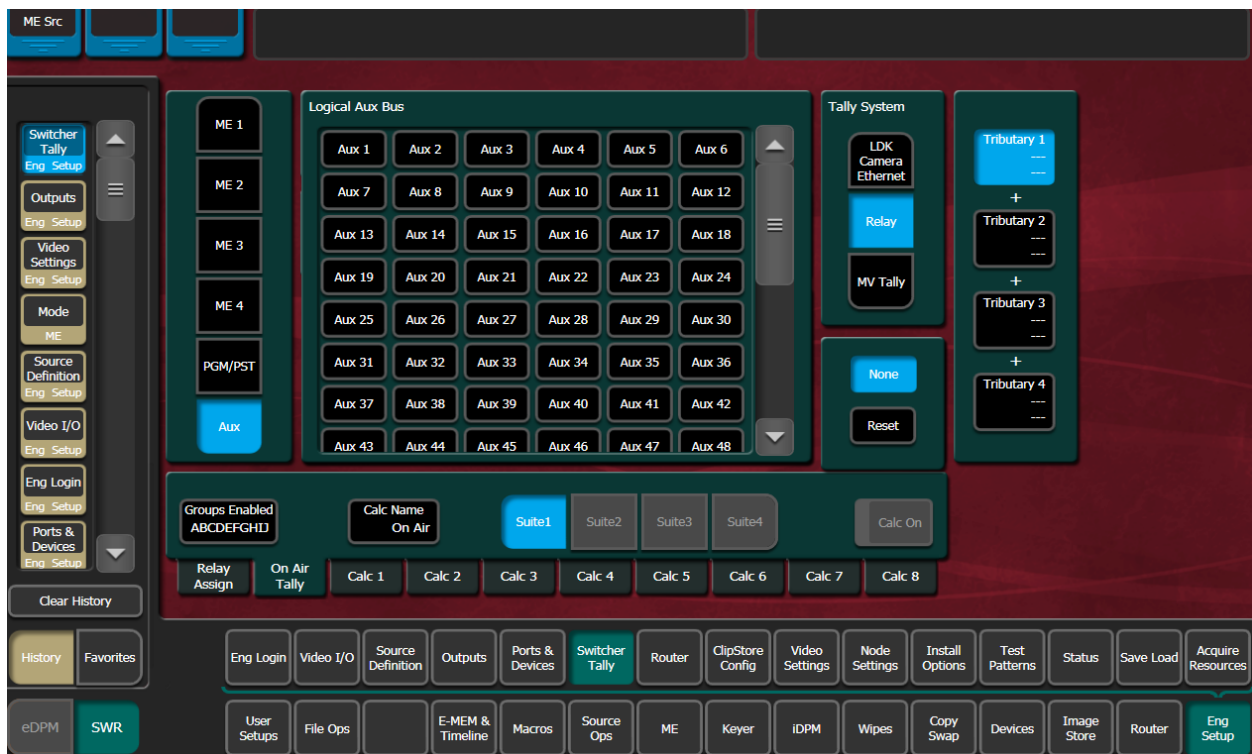 ME Src
Switcher
Tally
Eng Setup
Outputs
Eng Setup
Video
Settings
Eng Setup
Mode
ME
Source
Definition
Eng Setup
Video I/O
Eng Setup
Eng Login
Eng Setup
Ports &
Devices
Eng Setup
Clear History
History Favorites
eDPM SWR
ME 1
ME 2
ME 3
ME 4
PGM/PST
Aux
Logical Aux Bus
Aux 1 Aux 2 Aux 3 Aux 4 Aux 5 Aux 6
Aux 7 Aux 8 Aux 9 Aux 10 Aux 11 Aux 12
Aux 13 Aux 14 Aux 15 Aux 16 Aux 17 Aux 18
Aux 19 Aux 20 Aux 21 Aux 22 Aux 23 Aux 24
Aux 25 Aux 26 Aux 27 Aux 28 Aux 29 Aux 30
Aux 31 Aux 32 Aux 33 Aux 34 Aux 35 Aux 36
Aux 37 Aux 38 Aux 39 Aux 40 Aux 41 Aux 42
Aux 43 Aux 44 Aux 45 Aux 46 Aux 47 Aux 48
Tally System
LDK
Camera
Ethernet
Relay
MV Tally
None
Reset
Tributary 1
---
---
+
Tributary 2
---
---
+
Tributary 3
---
---
+
Tributary 4
---
---
Groups Enabled
ABCDEFGHIJ
Calc Name
On Air
Suite1 Suite2 Suite3 Suite4
Calc On
Relay
Assign
On Air
Tally
Calc 1 Calc 2 Calc 3 Calc 4 Calc 5 Calc 6 Calc 7 Calc 8
Eng Login
Video I/O
Source
Definition
Outputs
Ports &
Devices
Switcher
Tally
Router
ClipStore
Config
Video
Settings
Node
Settings
Install
Options
Test
Patterns
Status
Save Load
Acquire
Resources
User
Setups
File Ops
E-MEM &
Timeline
Macros
Source
Ops
ME
Keyer
iDPM
Wipes
Copy
Swap
Devices
Image
Store
Router
Eng
Setup